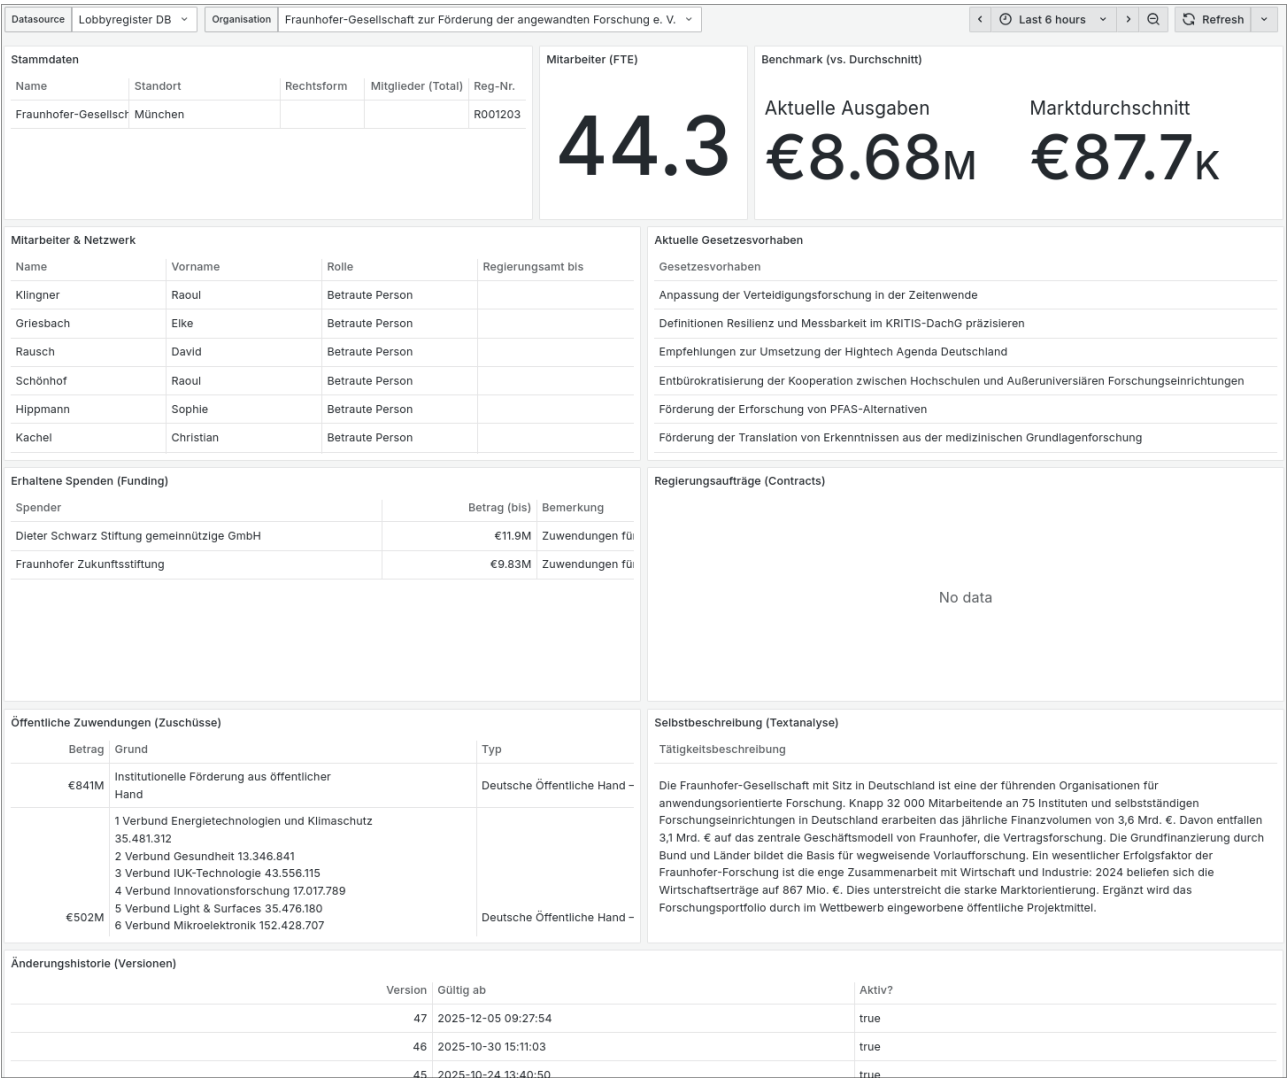 Datasource Lobbyregister DB Organisation Fraunhofer-Gesellschaft zur Förderung der angewandten Forschung e. V. Last 6 hours Refresh
Stammdaten
Name Standort Rechtsform Mitglieder (Total) Reg-Nr.
Fraunhofer-Gesellsch München R001203
Mitarbeiter (FTE)
44.3
Benchmark (vs. Durchschnitt)
Aktuelle Ausgaben Marktdurchschnitt
€8.68M €87.7K
Mitarbeiter & Netzwerk
Name Vorname Rolle Regierungsamt bis
Klingner Raoul Betraute Person
Griesbach Elke Betraute Person
Rausch David Betraute Person
Schönhof Raoul Betraute Person
Hippmann Sophie Betraute Person
Kachel Christian Betraute Person
Aktuelle Gesetzesvorhaben
Gesetzesvorhaben
Anpassung der Verteidigungsforschung in der Zeitenwende
Definitionen Resilienz und Messbarkeit im KRITIS-DachG präzisieren
Empfehlungen zur Umsetzung der Hightech Agenda Deutschland
Entbürokratisierung der Kooperation zwischen Hochschulen und Außeruniversiären Forschungseinrichtungen
Förderung der Erforschung von PFAS-Alternativen
Förderung der Translation von Erkenntnissen aus der medizinischen Grundlagenforschung
Erhaltene Spenden (Funding)
Spender Betrag (bis) Bemerkung
Dieter Schwarz Stiftung gemeinnützige GmbH €11.9M Zuwendungen fü
Fraunhofer Zukunftsstiftung €9.83M Zuwendungen fü
Regierungsaufträge (Contracts)
No data
Öffentliche Zuwendungen (Zuschüsse)
Betrag Grund Typ
€841M Institutionelle Förderung aus öffentlicher Deutsche Öffentliche Hand –
Hand
1 Verbund Energietechnologien und Klimaschutz
35.481.312
2 Verbund Gesundheit 13.346.841
3 Verbund IUK-Technologie 43.556.115
4 Verbund Innovationsforschung 17.017.789
5 Verbund Light & Surfaces 35.476.180
€502M Deutsche Öffentliche Hand –
6 Verbund Mikroelektronik 152.428.707
Selbstbeschreibung (Textanalyse)
Tätigkeitsbeschreibung
Die Fraunhofer-Gesellschaft mit Sitz in Deutschland ist eine der führenden Organisationen für
anwendungsorientierte Forschung. Knapp 32 000 Mitarbeitende an 75 Instituten und selbstständigen
Forschungseinrichtungen in Deutschland erarbeiten das jährliche Finanzvolumen von 3,6 Mrd. €. Davon entfallen
3,1 Mrd. € auf das zentrale Geschäftsmodell von Fraunhofer, die Vertragsforschung. Die Grundfinanzierung durch
Bund und Länder bildet die Basis für wegweisende Vorlaufforschung. Ein wesentlicher Erfolgsfaktor der
Fraunhofer-Forschung ist die enge Zusammenarbeit mit Wirtschaft und Industrie: 2024 beliefen sich die
Wirtschaftserträge auf 867 Mio. €. Dies unterstreicht die starke Marktorientierung. Ergänzt wird das
Forschungsportfolio durch im Wettbewerb eingeworbene öffentliche Projektmittel.
Änderungshistorie (Versionen)
Version Gültig ab Aktiv?
47 2025-12-05 09:27:54 true
46 2025-10-30 15:11:03 true
45 2025-10-24 13:40:50 true